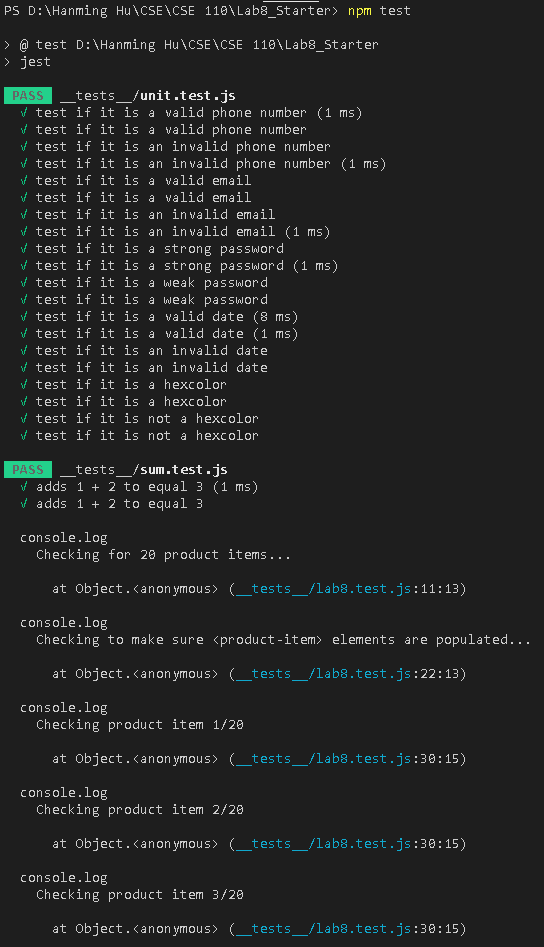 PS D:\Hanming Hu\CSE\CSE 110\Lab8_Starter> npm test
> @ test D:\Hanming Hu\CSE\CSE 110\Lab8_Starter
> jest
PASS __tests__/unit.test.js
√ test if it is a valid phone number (1 ms)
√ test if it is a valid phone number
√ test if it is an invalid phone number
√ test if it is an invalid phone number (1 ms)
√ test if it is a valid email
√ test if it is a valid email
√ test if it is an invalid email
√ test if it is an invalid email (1 ms)
√ test if it is a strong password
√ test if it is a strong password (1 ms)
√ test if it is a weak password
√ test if it is a weak password
√ test if it is a valid date (8 ms)
√ test if it is a valid date (1 ms)
√ test if it is an invalid date
√ test if it is an invalid date
√ test if it is a hexcolor
√ test if it is a hexcolor
√ test if it is not a hexcolor
√ test if it is not a hexcolor
PASS __tests__/sum.test.js
√ adds 1 + 2 to equal 3 (1 ms)
√ adds 1 + 2 to equal 3
console.log
Checking for 20 product items...
at Object.<anonymous> (__tests__/lab8.test.js:11:13)
console.log
Checking to make sure <product-item> elements are populated...
at Object.<anonymous> (__tests__/lab8.test.js:22:13)
console.log
Checking product item 1/20
at Object.<anonymous> (__tests__/lab8.test.js:30:15)
console.log
Checking product item 2/20
at Object.<anonymous> (__tests__/lab8.test.js:30:15)
console.log
Checking product item 3/20
at Object.<anonymous> (__tests__/lab8.test.js:30:15)